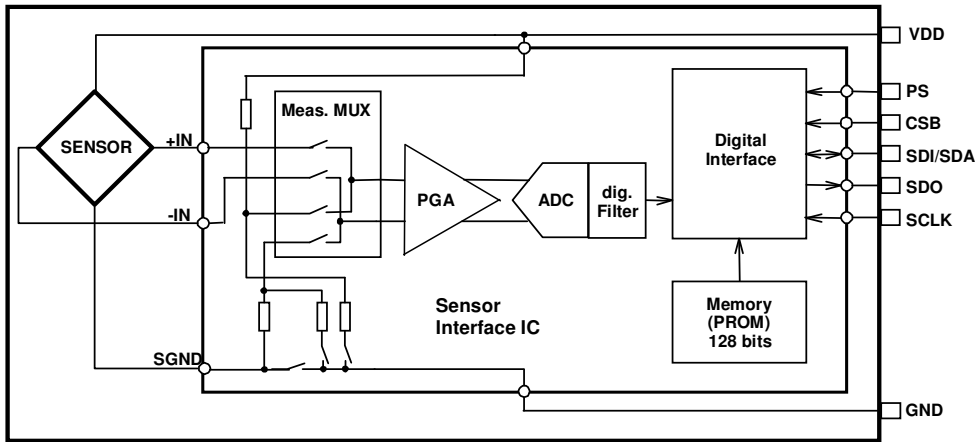 VDD
PS
Meas. MUX
CSB
+IN
SENSOR
Digital
Interface
SDI/SDA
PGA
ADC
dig.
Filter
SDO
-IN
SCLK
Sensor
Interface IC
Memory
(PROM)
128 bits
SGND
GND